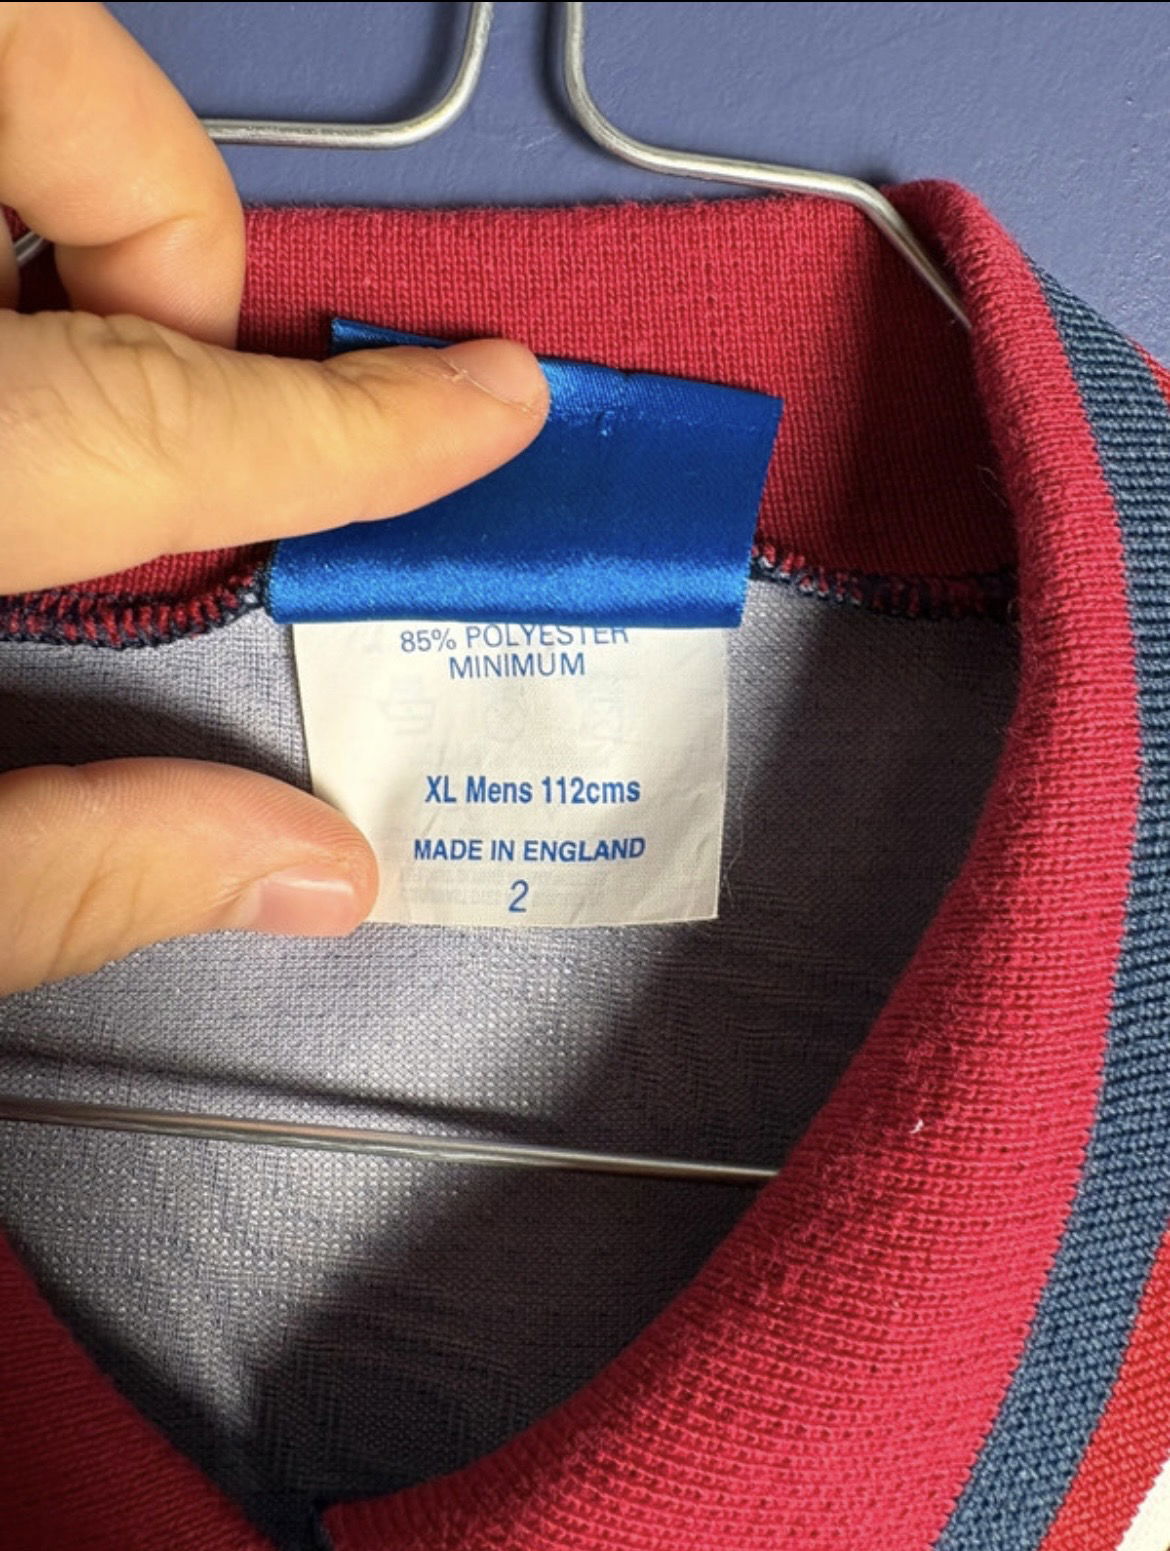 85% POLYESTER
MINIMUM
XL Mens 112cms
MADE IN ENGLAND
2